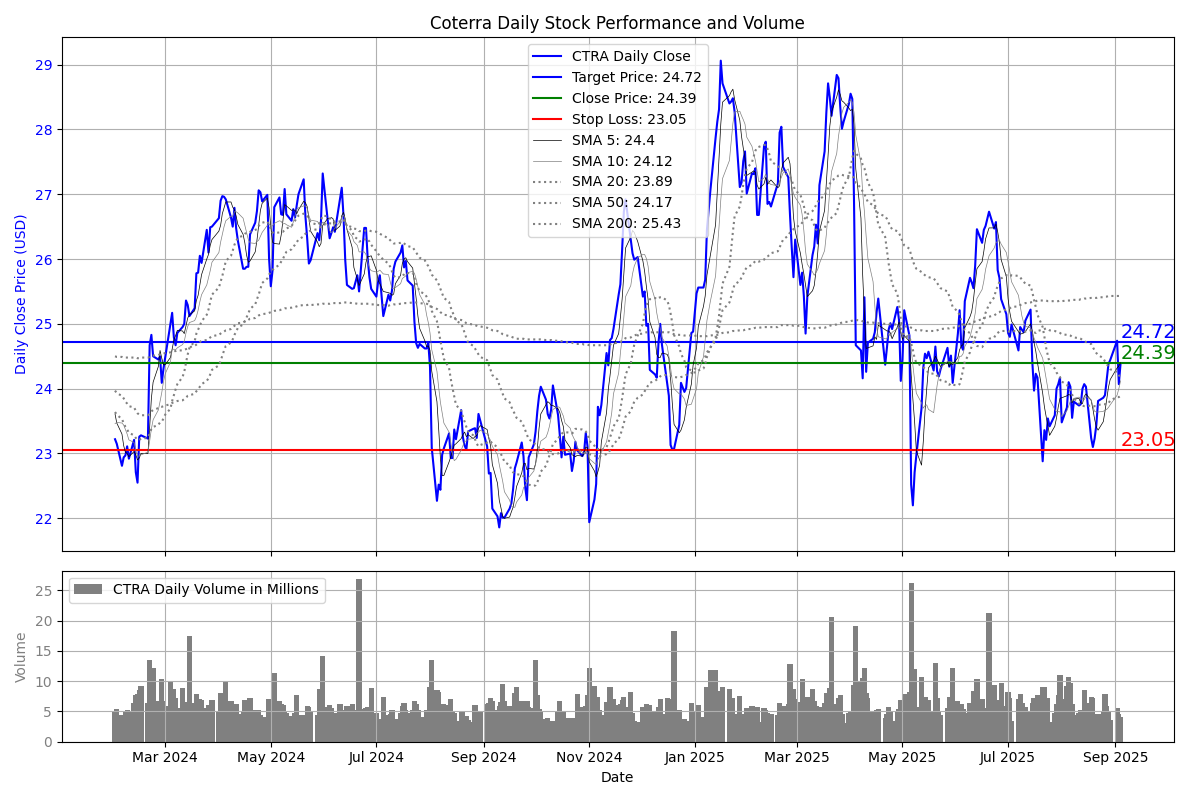 Coterra Daily Stock Performance and Volume
Daily Close Price (USD)
29
28
27
26
25
24
23
22
CTRA Daily Close
Target Price: 24.72
Close Price: 24.39
Stop Loss: 23.05
SMA 5: 24.4
SMA 10: 24.12
SMA 20: 23.89
SMA 50: 24.17
SMA 200: 25.43
24.72
24.39
23.05
Volume
25
20
15
10
5
0
CTRA Daily Volume in Millions
Mar 2024
May 2024
Jul 2024
Sep 2024
Nov 2024
Jan 2025
Mar 2025
May 2025
Jul 2025
Sep 2025
Date